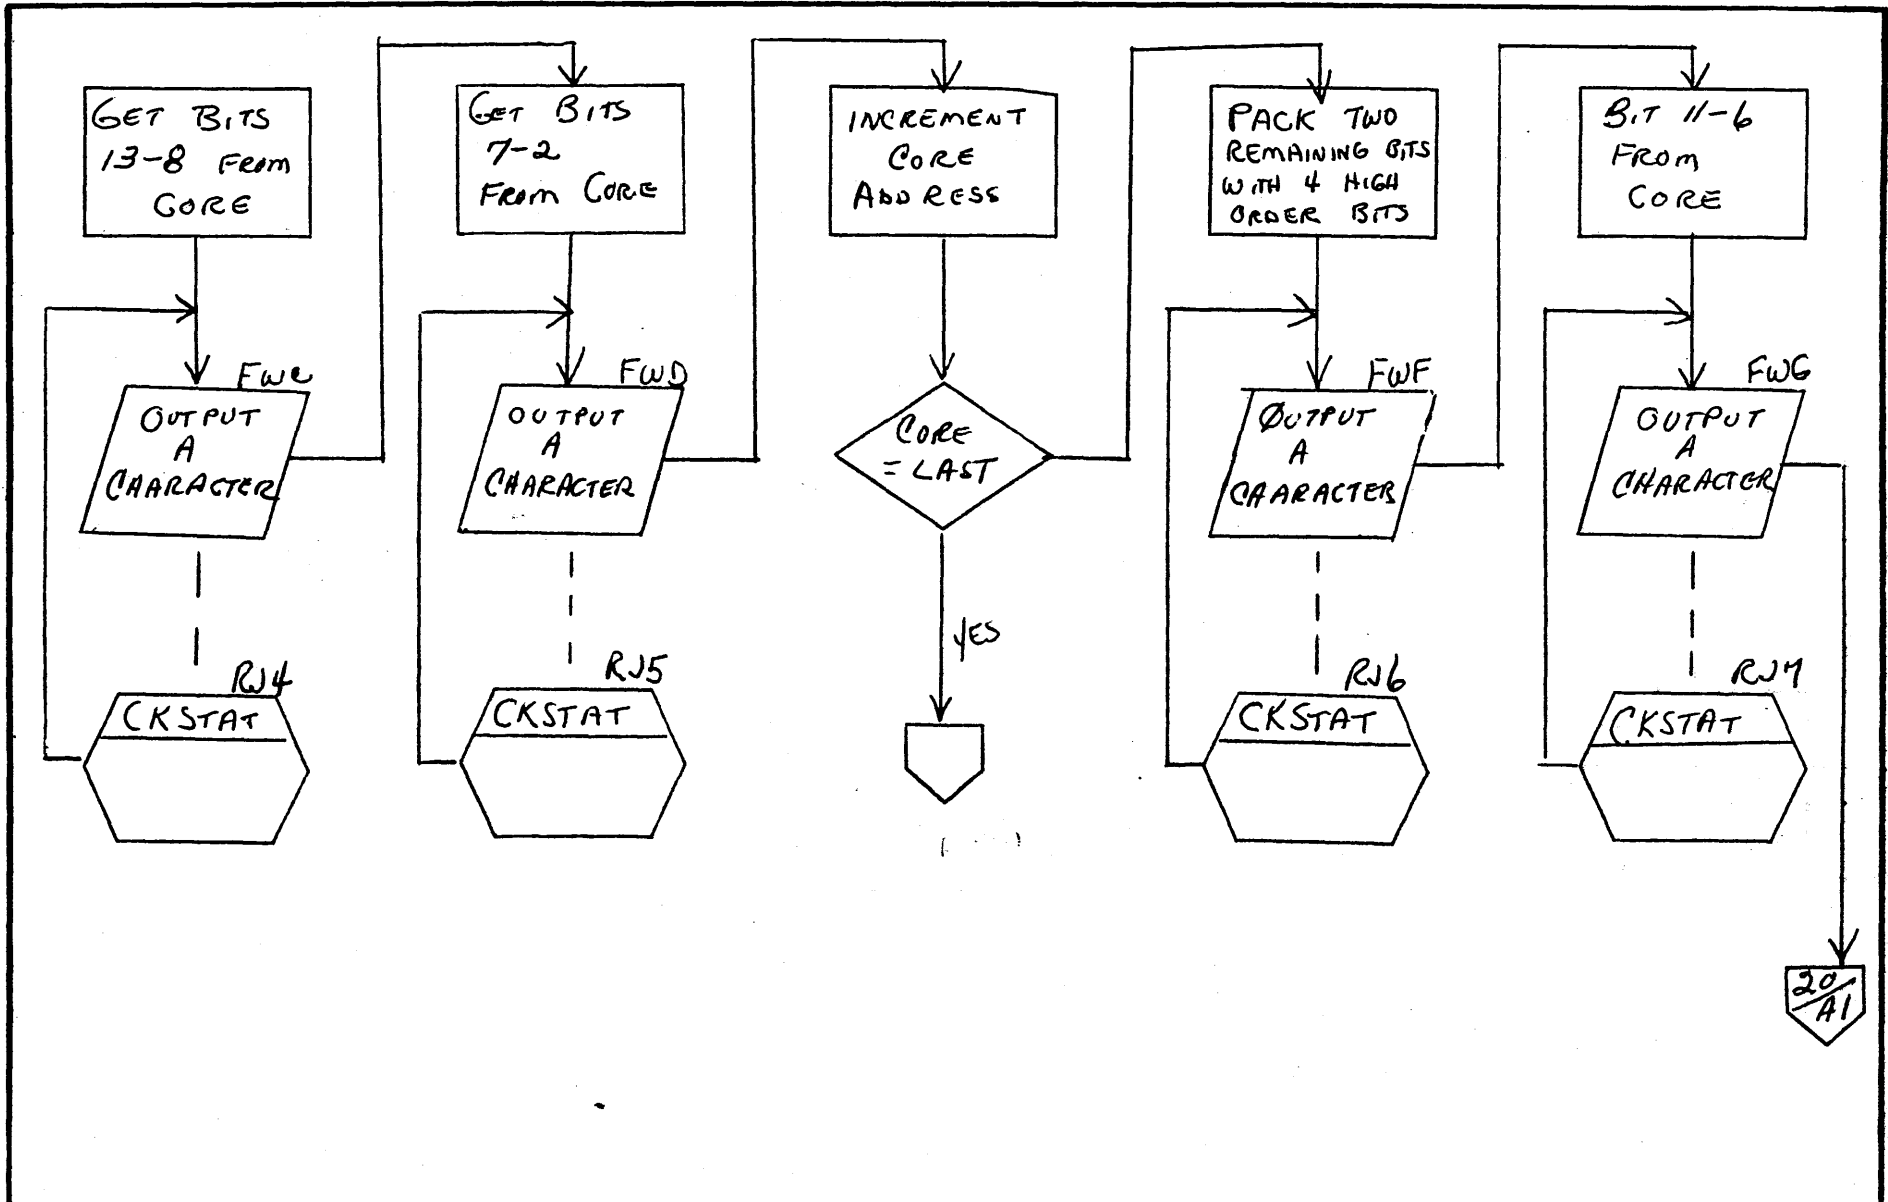 GET BITS
13-8 FROM
CORE
FWC
OUTPUT
A
CHARACTER
RJ4
CKSTAT
GET BITS
7-2
FROM CORE
FWD
OUTPUT
A
CHARACTER
RJ5
CKSTAT
INCREMENT
CORE
ADDRESS
CORE
= LAST
YES
PACK TWO
REMAINING BITS
WITH 4 HIGH
ORDER BITS
FWF
OUTPUT
A
CHARACTER
RJ6
CKSTAT
BIT 11-6
FROM
CORE
FWG
OUTPUT
A
CHARACTER
RJ7
CKSTAT
20/A1